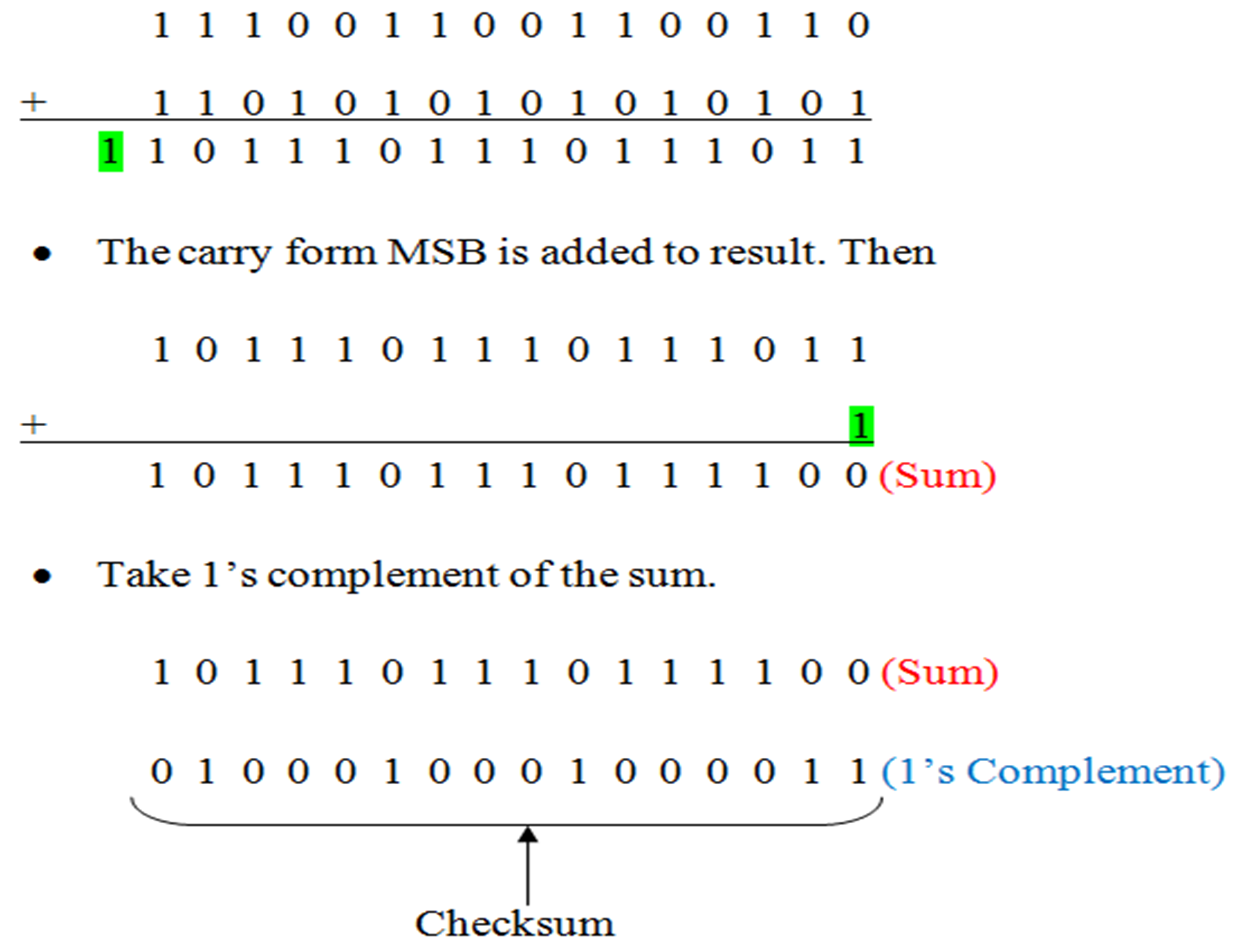 1 1 1 0 0 1 1 0 0 1 1 0 0 1 1 0
+ 1 1 0 1 0 1 0 1 0 1 0 1 0 1 0 1
1 1 0 1 1 1 0 1 1 1 0 1 1 1 0 1 1
• The carry form MSB is added to result. Then
1 0 1 1 1 0 1 1 1 0 1 1 1 0 1 1
+ 1
1 0 1 1 1 0 1 1 1 0 1 1 1 1 0 0 (Sum)
• Take 1’s complement of the sum.
1 0 1 1 1 0 1 1 1 0 1 1 1 1 0 0 (Sum)
0 1 0 0 0 1 0 0 0 1 0 0 0 0 1 1 (1’s Complement)
Checksum